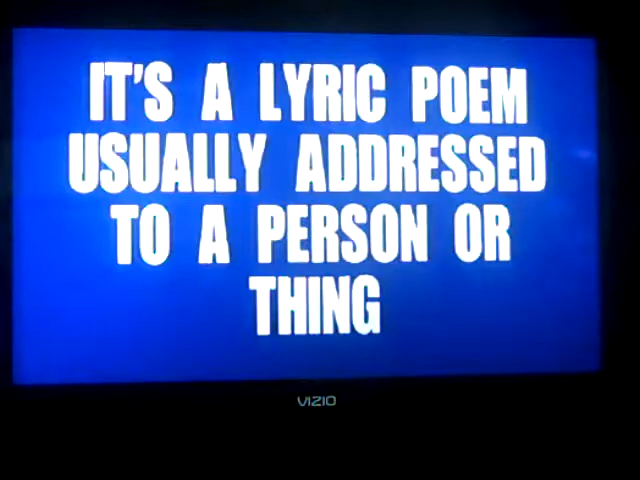 IT'S A LYRIC POEM
USUALLY ADDRESSED
TO A PERSON OR
THING
VIZIO